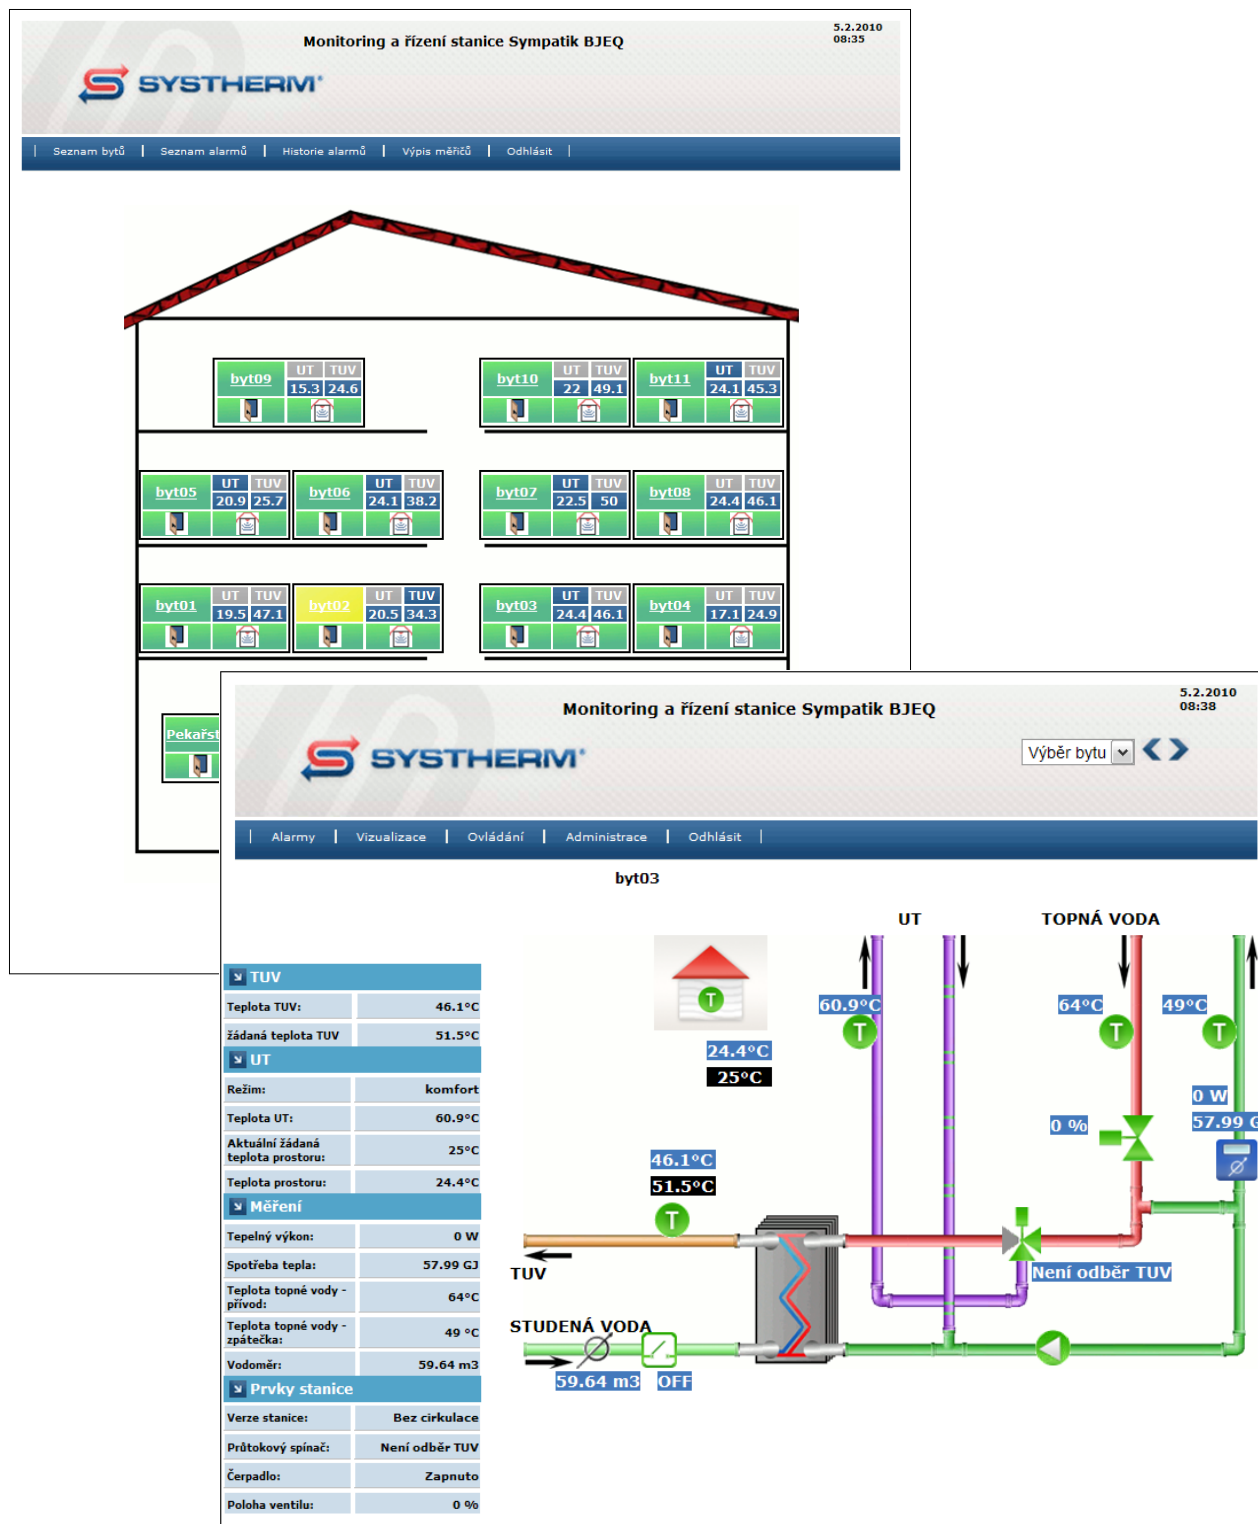 Monitoring a řízení stanice Sympatik BJEQ
5.2.2010
08:35
SYSTHERM®
| Seznam bytů | Seznam alarmů | Historie alarmů | Výpis měřičů | Odhlásit |
byt09 UT TUV
15.3 24.6
byt10 UT TUV
22 49.1
byt11 UT TUV
24.1 45.3
byt05 UT TUV
20.9 25.7
byt06 UT TUV
24.1 38.2
byt07 UT TUV
22.5 50
byt08 UT TUV
24.4 46.1
byt01 UT TUV
19.5 47.1
byt02 UT TUV
20.5 34.3
byt03 UT TUV
24.4 46.1
byt04 UT TUV
17.1 24.9
Pekařst
Monitoring a řízení stanice Sympatik BJEQ
5.2.2010
08:38
SYSTHERM®
Výběr bytu
| Alarmy | Vizualizace | Ovládání | Administrace | Odhlásit |
byt03
TUV
Teplota TUV: 46.1°C
žádaná teplota TUV 51.5°C
UT
Režim: komfort
Teplota UT: 60.9°C
Aktuální žádaná
teplota prostoru: 25°C
Teplota prostoru: 24.4°C
Měření
Tepelný výkon: 0 W
Spotřeba tepla: 57.99 GJ
Teplota topné vody -
přívod: 64°C
Teplota topné vody -
zpátečka: 49 °C
Vodoměr: 59.64 m3
Prvky stanice
Verze stanice: Bez cirkulace
Průtokový spínač: Není odběr TUV
Čerpadlo: Zapnuto
Poloha ventilu: 0 %
UT
TOPNÁ VODA
T
60.9°C
T
64°C
T
49°C
T
24.4°C
25°C
0 W
57.99 G
0 %
46.1°C
51.5°C
T
TUV
Není odběr TUV
STUDENÁ VODA
59.64 m3
OFF